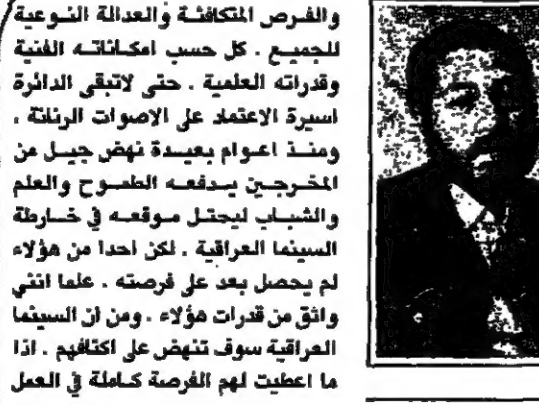 والفرص المتكافئة والعدالة النوعية
للجميع . كل حسب امكاناته الفنية
وقدراته العلمية . حتى لاتبقى الدائرة
اسيرة الاعتماد على الاصوات الرنانة ،
ومنذ اعوام بعيدة نهض جيل من
المخرجين يدفعه الطموح والعلم
والشباب ليحتل موقعه في خارطة
السينما العراقية . لكن احدا من هؤلاء
لم يحصل بعد على فرصته . علما انني
واثق من قدرات هؤلاء . ومن ان السينما
العراقية سوف تنهض على اكتافهم . اذا
ما اعطيت لهم الفرصة كاملة في العمل